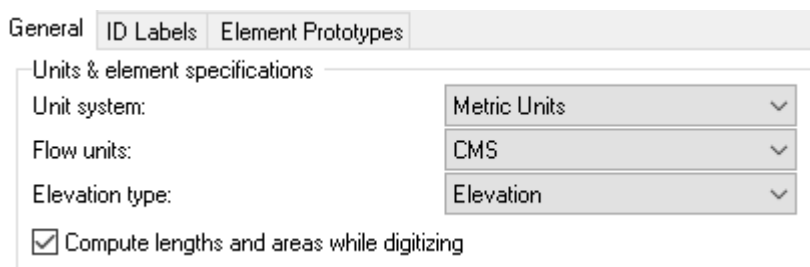 General ID Labels Element Prototypes
Units & element specifications
Unit system: Metric Units
Flow units: CMS
Elevation type: Elevation
Compute lengths and areas while digitizing